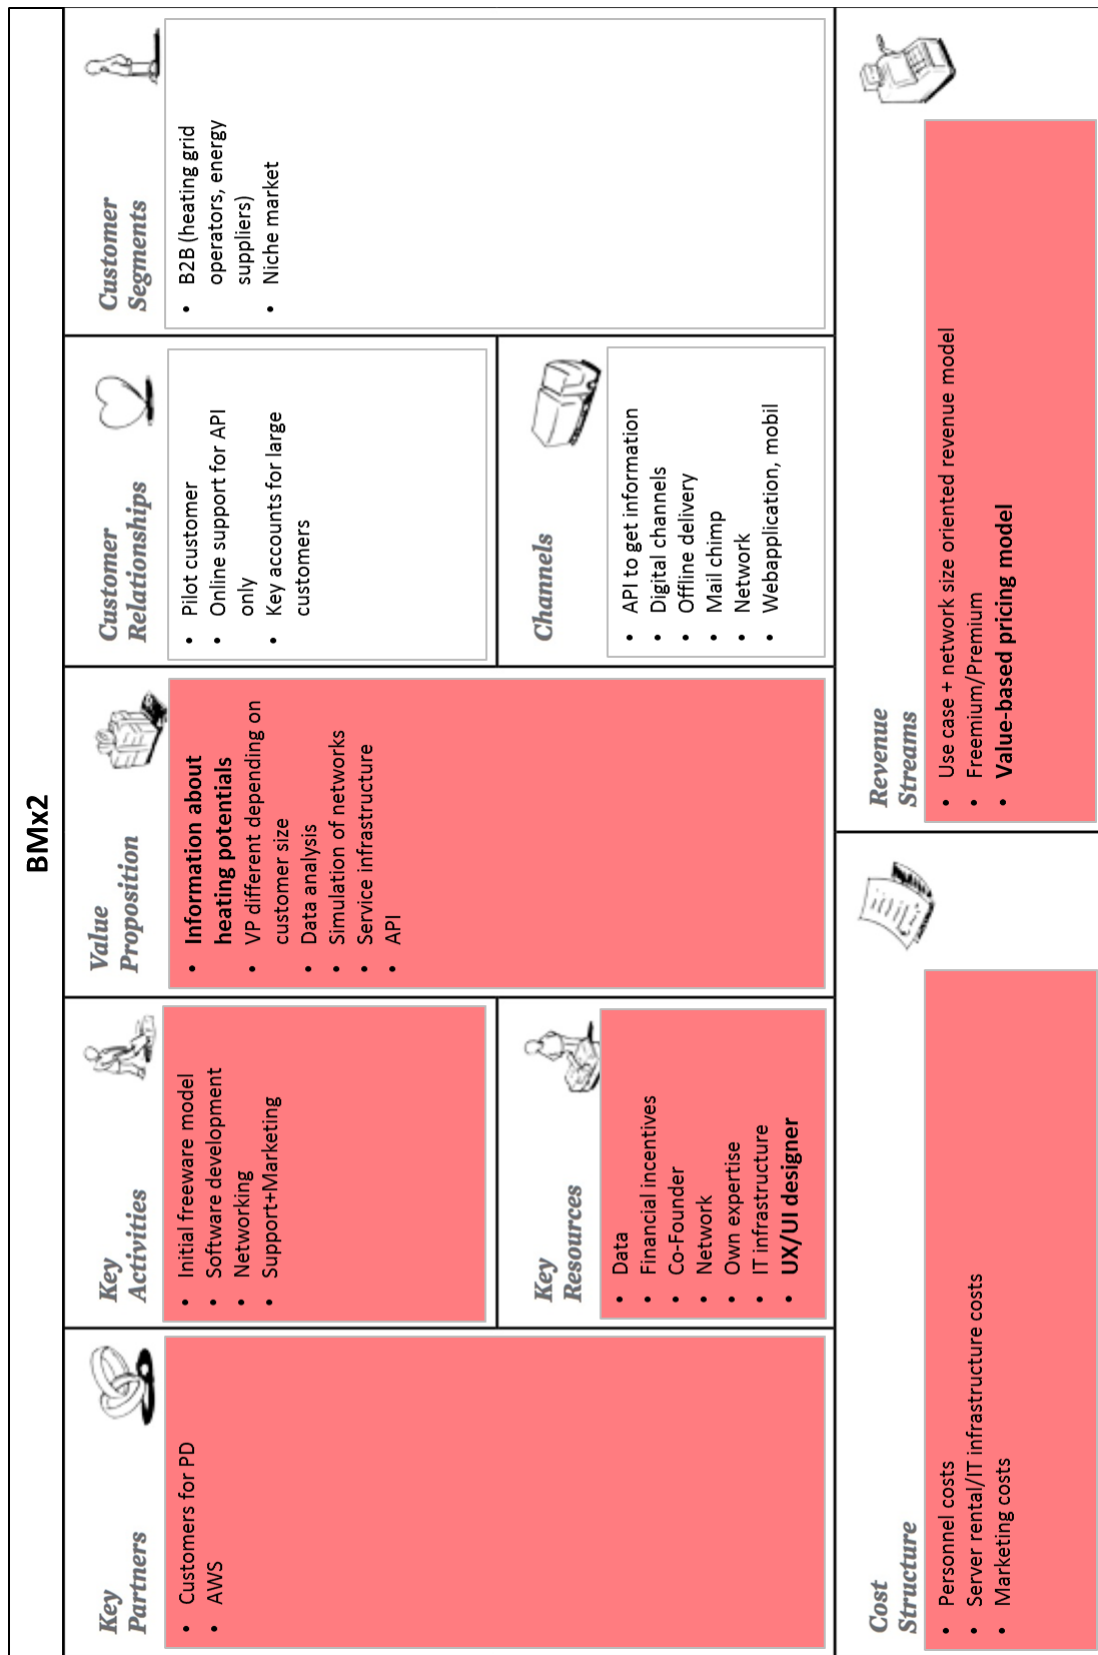 BMx2
Key
Partners
• Customers for PD
• AWS
Key
Activities
• Initial freeware model
• Software development
• Networking
• Support+Marketing
Key
Resources
• Data
• Financial incentives
• Co-Founder
• Network
• Own expertise
• IT infrastructure
• UX/UI designer
Value
Proposition
• Information about
heating potentials
• VP different depending on
customer size
• Data analysis
• Simulation of networks
• Service infrastructure
• API
Customer
Relationships
• Pilot customer
• Online support for API
only
• Key accounts for large
customers
Channels
• API to get information
• Digital channels
• Offline delivery
• Mail chimp
• Network
• Webapplication, mobil
Customer
Segments
• B2B (heating grid
operators, energy
suppliers)
• Niche market
Cost
Structure
• Personnel costs
• Server rental/IT infrastructure costs
• Marketing costs
Revenue
Streams
• Use case + network size oriented revenue model
• Freemium/Premium
• Value-based pricing model